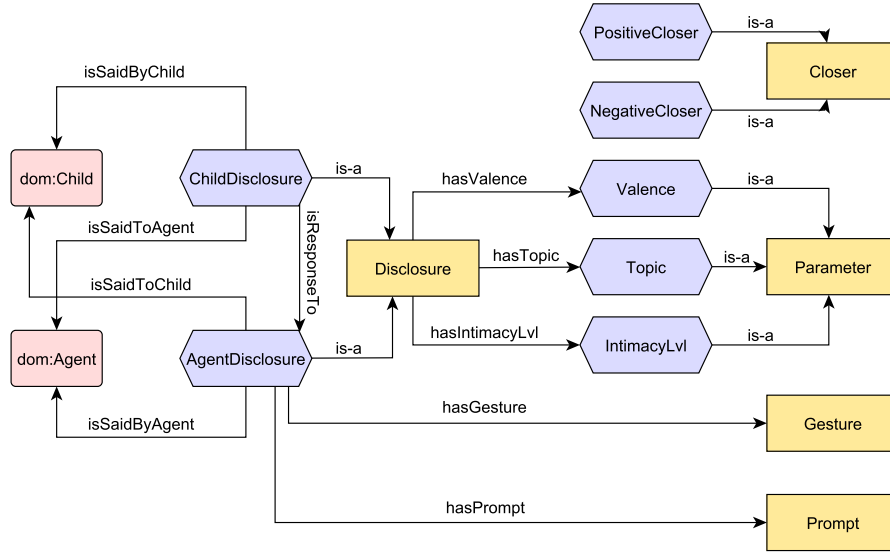 PositiveCloser
is-a
Closer
NegativeCloser
is-a
isSaidByChild
dom:Child
ChildDisclosure
is-a
hasValence
Valence
is-a
isSaidToAgent
isResponseTo
Disclosure
hasTopic
Topic
is-a
Parameter
isSaidToChild
hasIntimacyLvl
IntimacyLvl
is-a
dom:Agent
AgentDisclosure
is-a
isSaidByAgent
hasGesture
Gesture
hasPrompt
Prompt